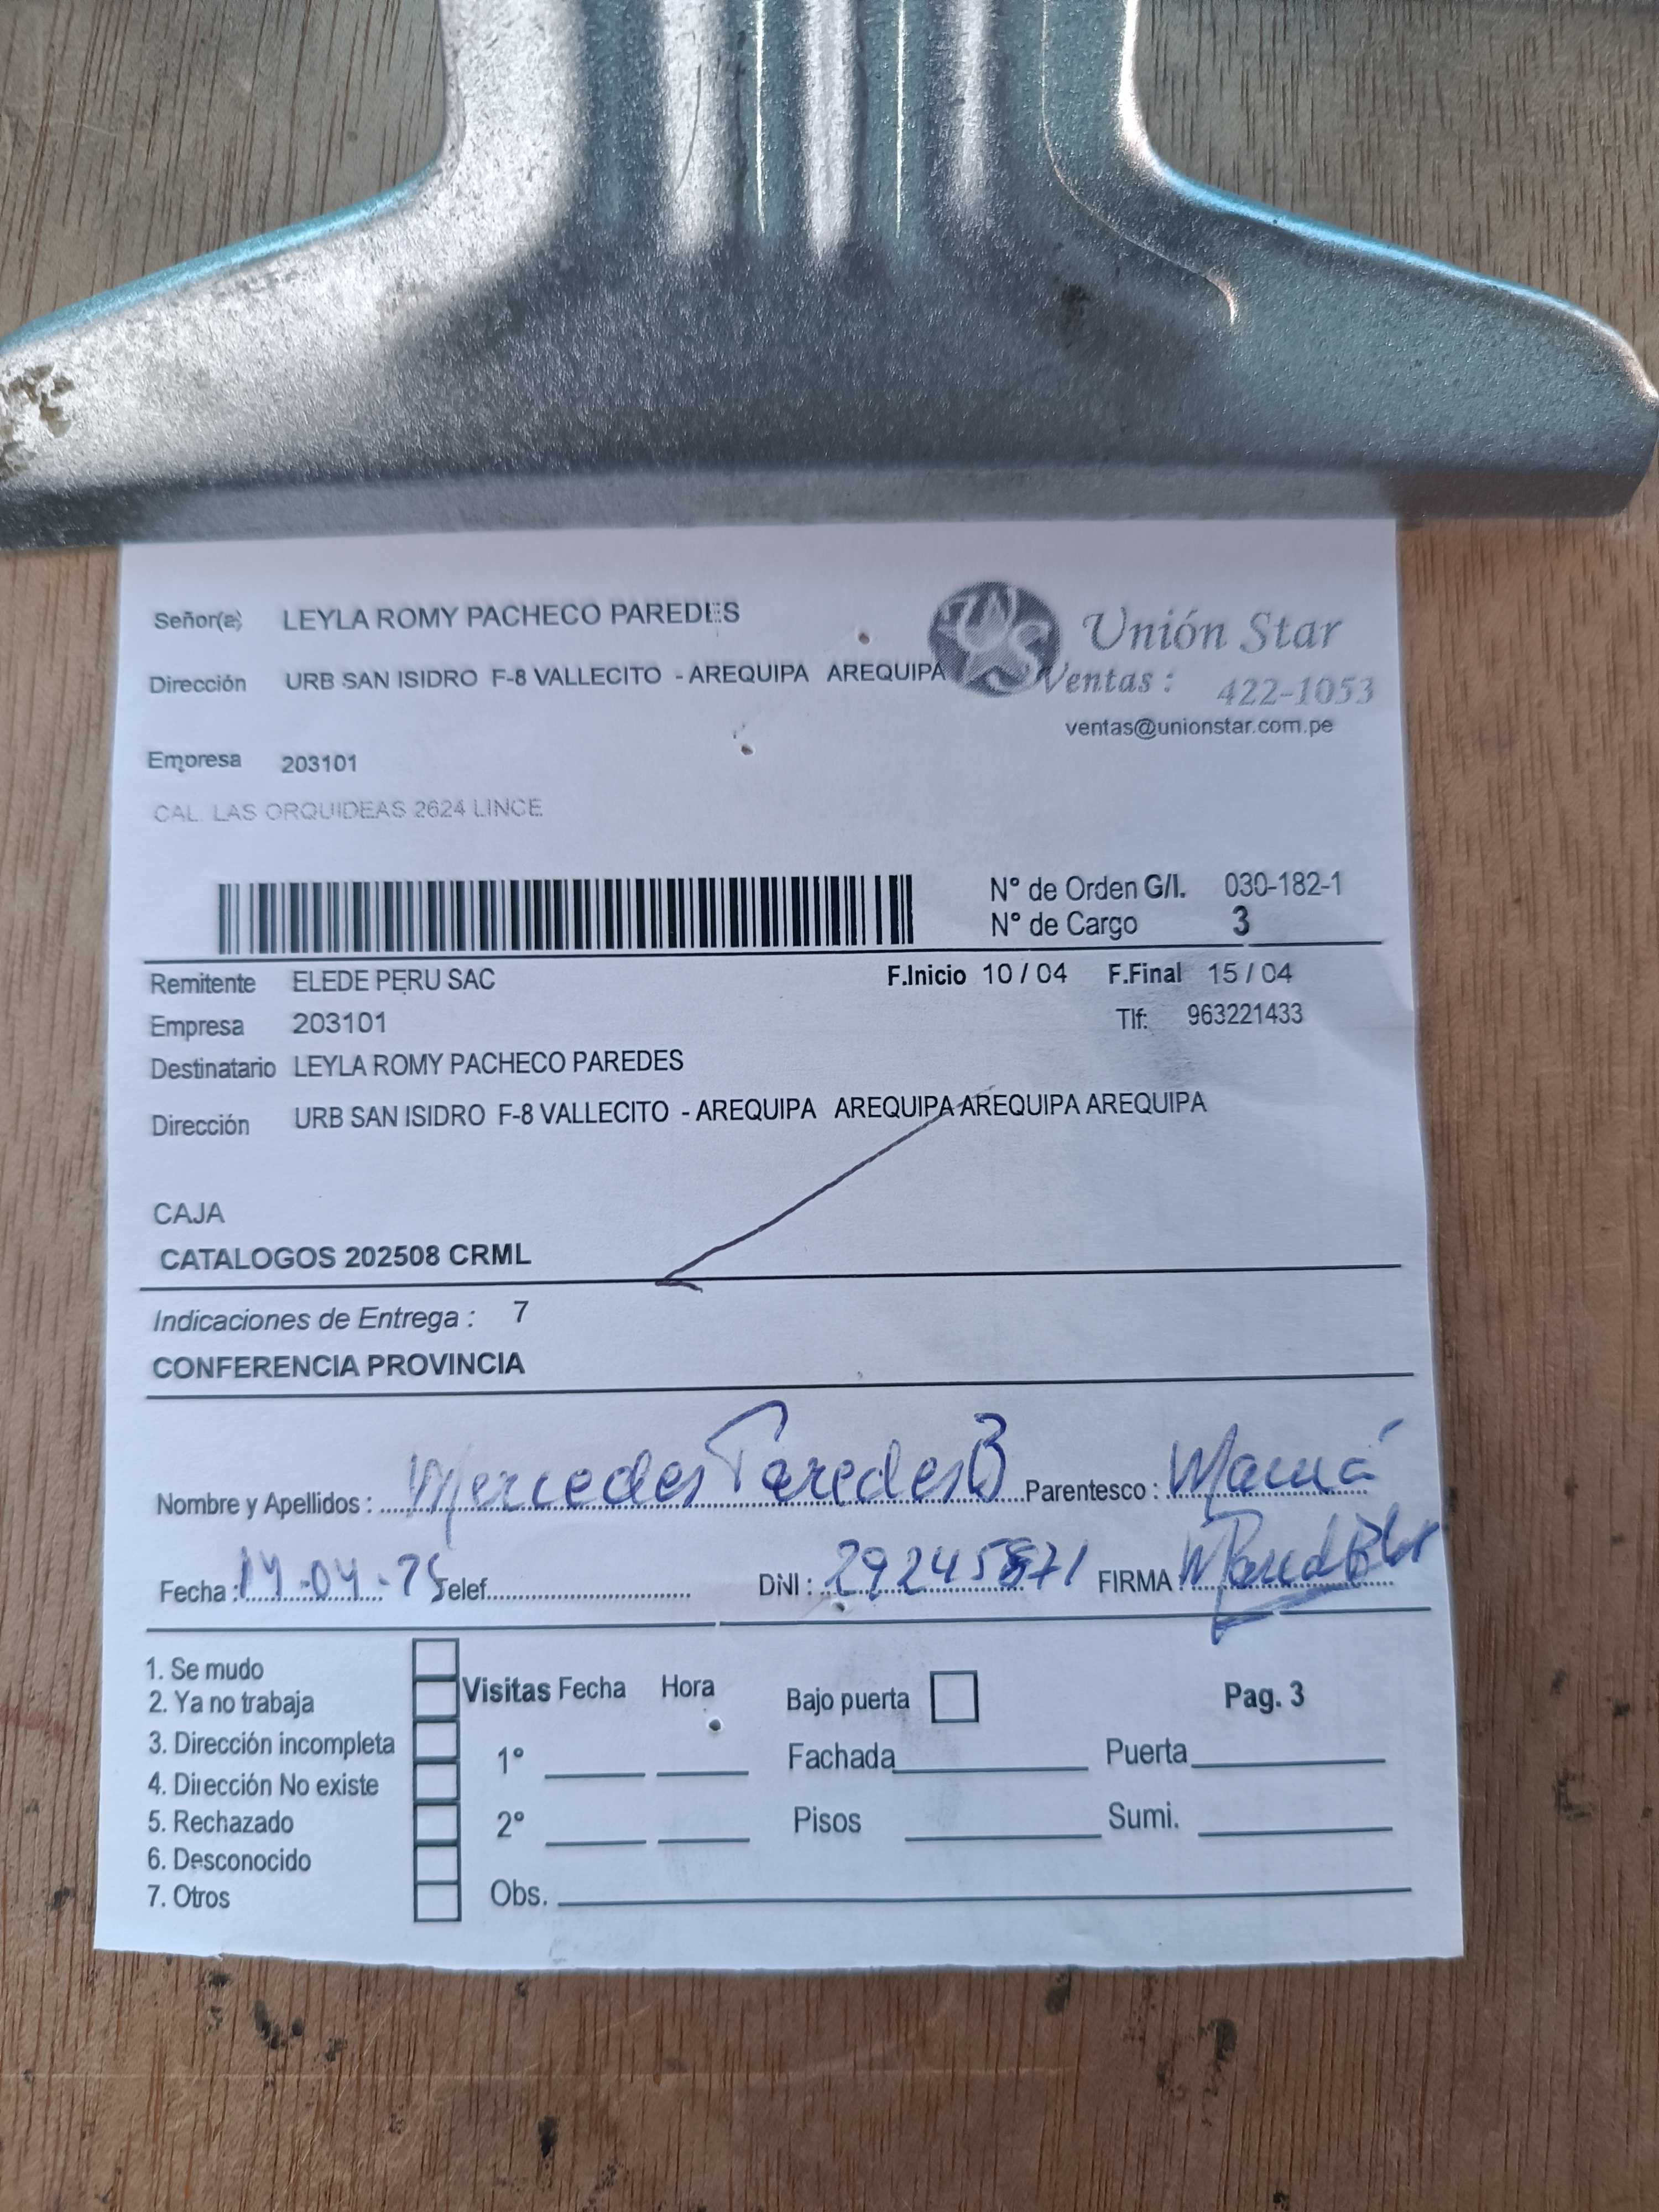 Señor(a) LEYLA ROMY PACHECO PAREDES
Unión Star
Dirección URB SAN ISIDRO F-8 VALLECITO - AREQUIPA AREQUIPA
Ventas : 422-1053
ventas@unionstar.com.pe
Empresa 203101
CAL. LAS ORQUIDEAS 2624 LINCE
N° de Orden G/I. 030-182-1
N° de Cargo 3
Remitente ELEDE PERU SAC F.Inicio 10 / 04 F.Final 15 / 04
Empresa 203101 Tlf: 963221433
Destinatario LEYLA ROMY PACHECO PAREDES
Dirección URB SAN ISIDRO F-8 VALLECITO - AREQUIPA AREQUIPA AREQUIPA AREQUIPA
CAJA
CATALOGOS 202508 CRML
Indicaciones de Entrega : 7
CONFERENCIA PROVINCIA
Nombre y Apellidos : Mercedes Paredes B Parentesco : Mamá
Fecha : 14-04-25 Telef. DNI : 29245871 FIRMA
1. Se mudo
2. Ya no trabaja
3. Dirección incompleta
4. Dirección No existe
5. Rechazado
6. Desconocido
7. Otros
Visitas Fecha Hora Bajo puerta Pag. 3
1° Fachada Puerta
2° Pisos Sumi.
Obs.